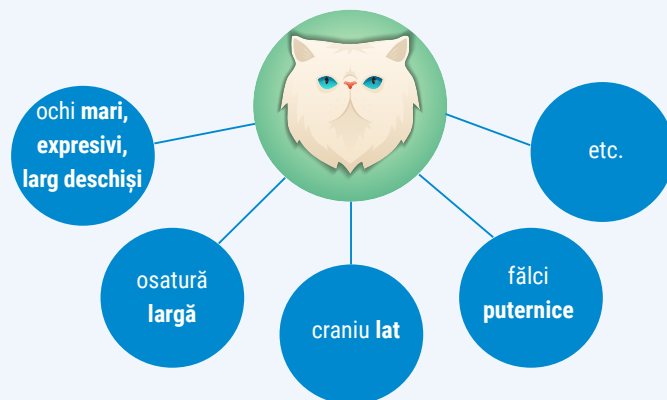 ochi mari,
expresivi,
larg deschiși
osatură
largă
craniu lat
fălci
puternice
etc.